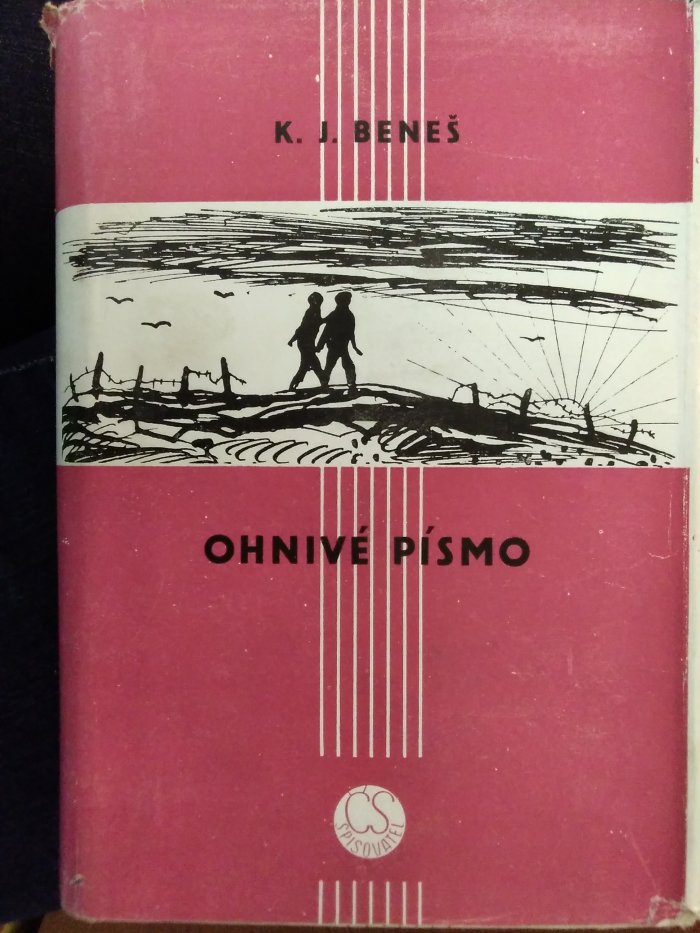 K. J. BENEŠ
OHNIVÉ PÍSMO
ČS
SPISOVATEL